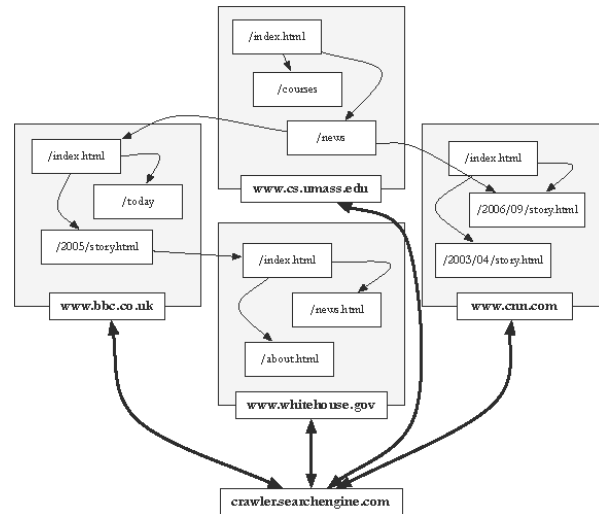 /index.html
/courses
/news
www.cs.umass.edu
/index.html
/today
/2005/story.html
www.bbc.co.uk
/index.html
/2006/09/story.html
/2003/04/story.html
www.cnn.com
/index.html
/news.html
/about.html
www.whitehouse.gov
crawler.searchengine.com